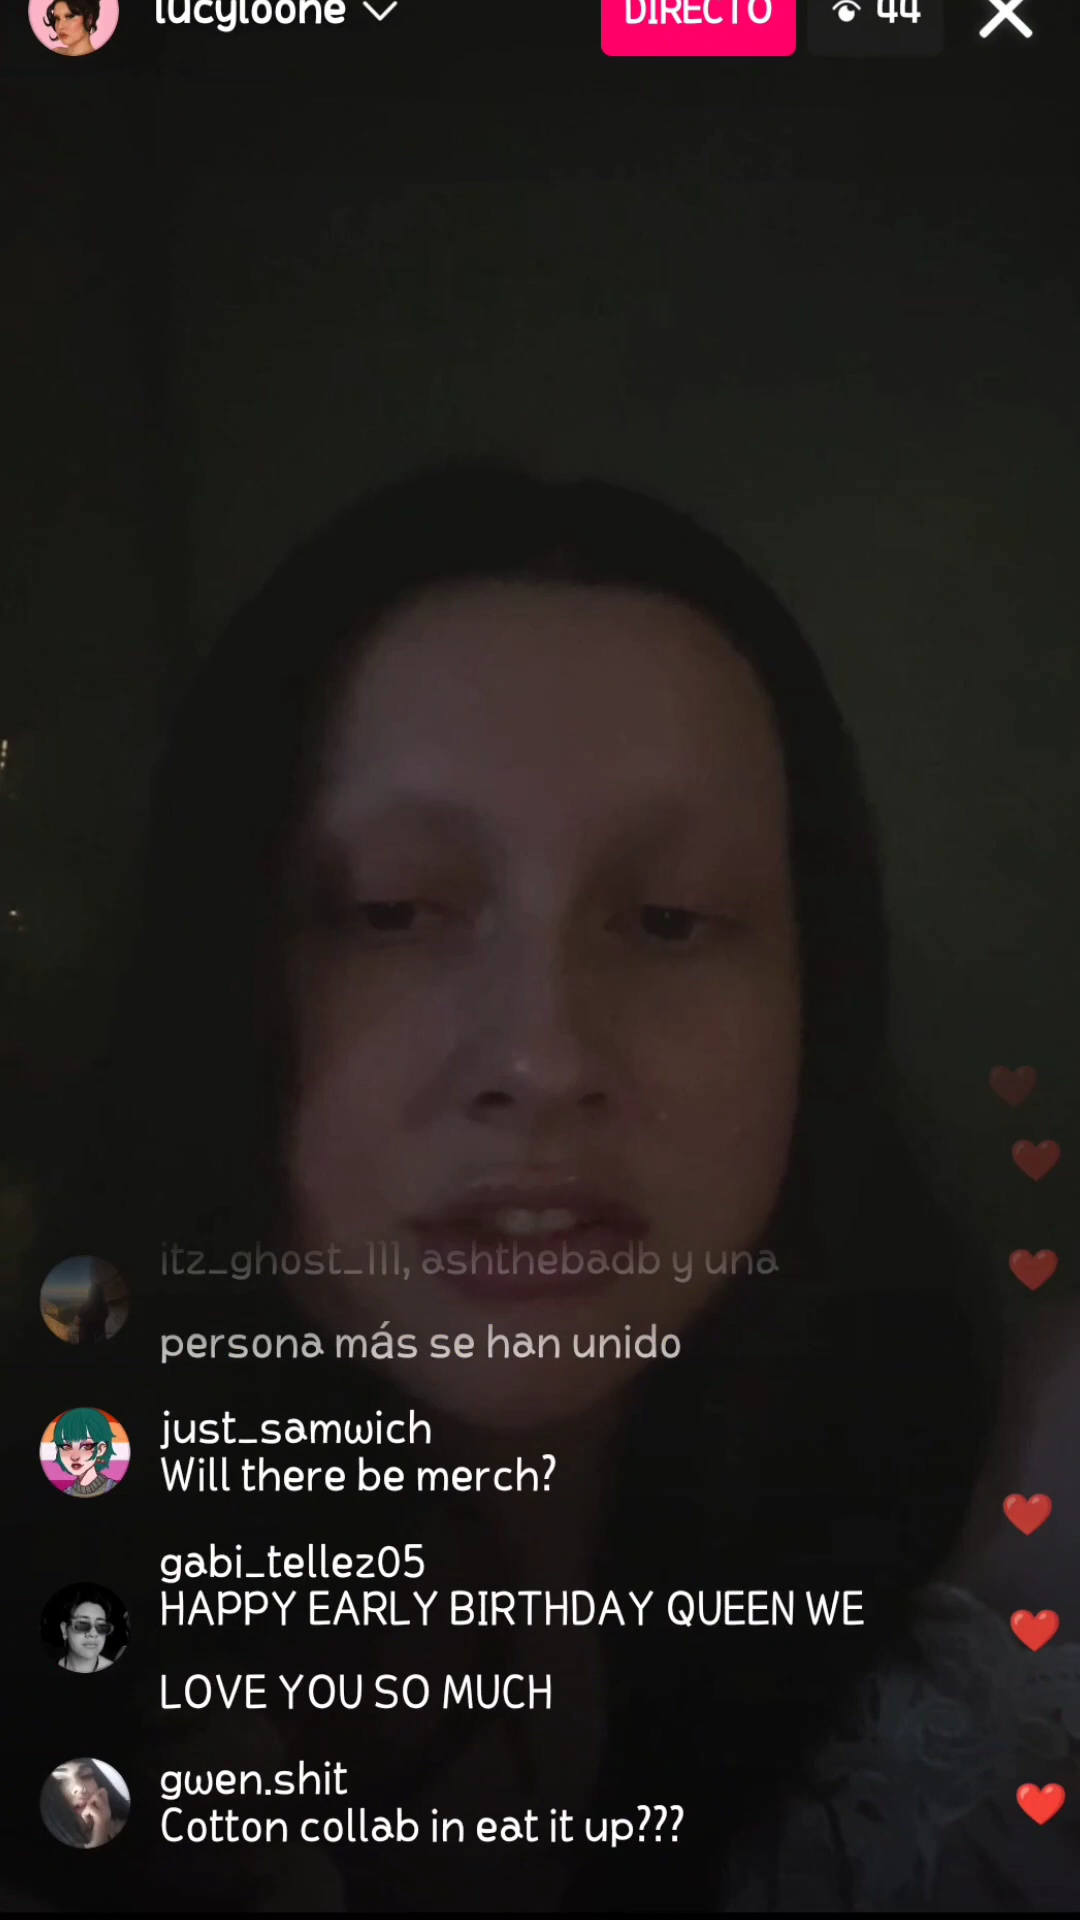 lucyloone
DIRECTO
44
itz_ghost_111, ashthebadb y una
persona más se han unido
just_samwich
Will there be merch?
gabi_tellez05
HAPPY EARLY BIRTHDAY QUEEN WE
LOVE YOU SO MUCH
gwen.shit
Cotton collab in eat it up???